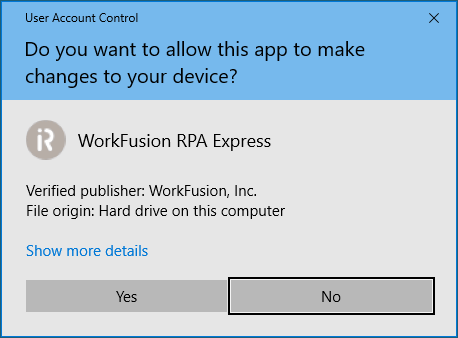 User Account Control
Do you want to allow this app to make
changes to your device?
iR
WorkFusion RPA Express
Verified publisher: WorkFusion, Inc.
File origin: Hard drive on this computer
Show more details
Yes
No